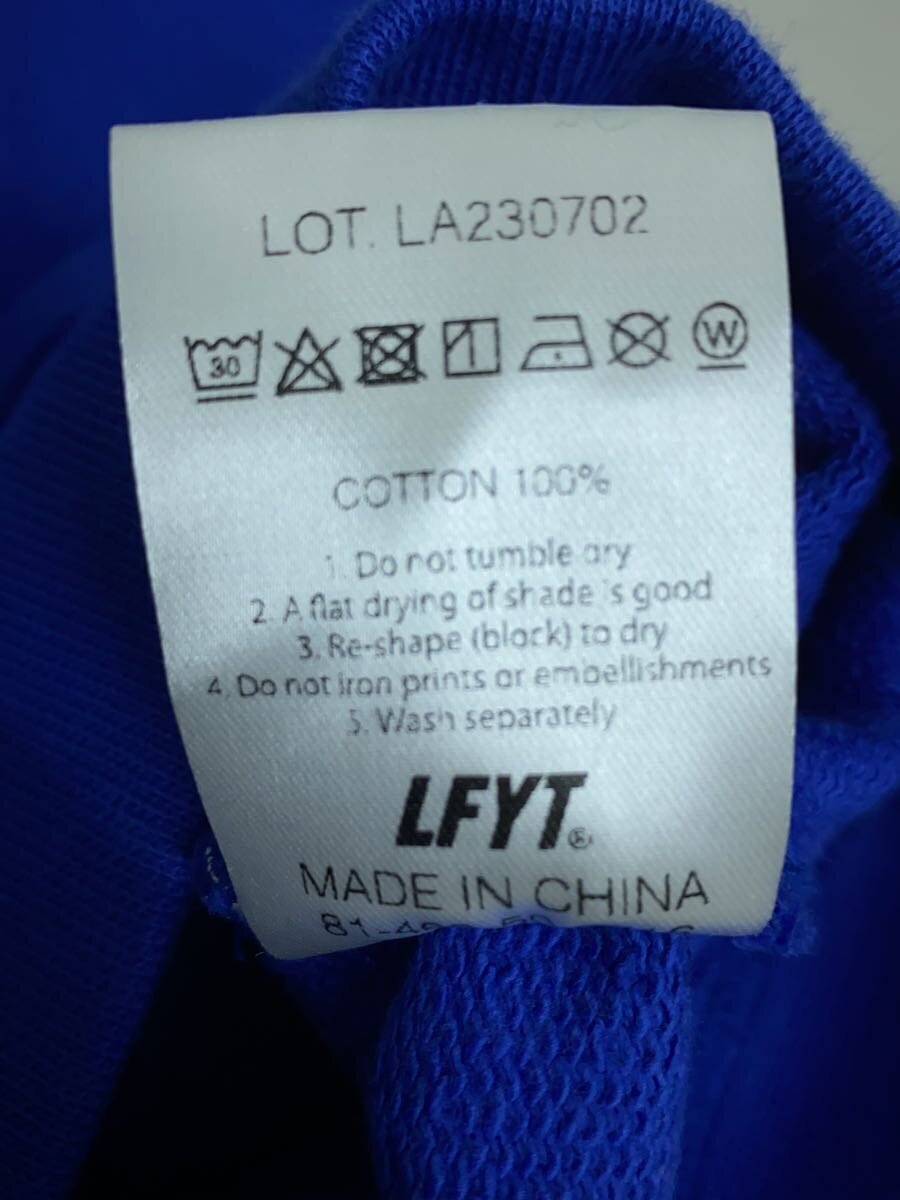 LOT. LA230702
30 W
COTTON 100%
1. Do not tumble dry
2. A flat drying of shade is good
3. Re-shape (block) to dry
4. Do not iron prints or embellishments
5. Wash separately
LFYT®
MADE IN CHINA